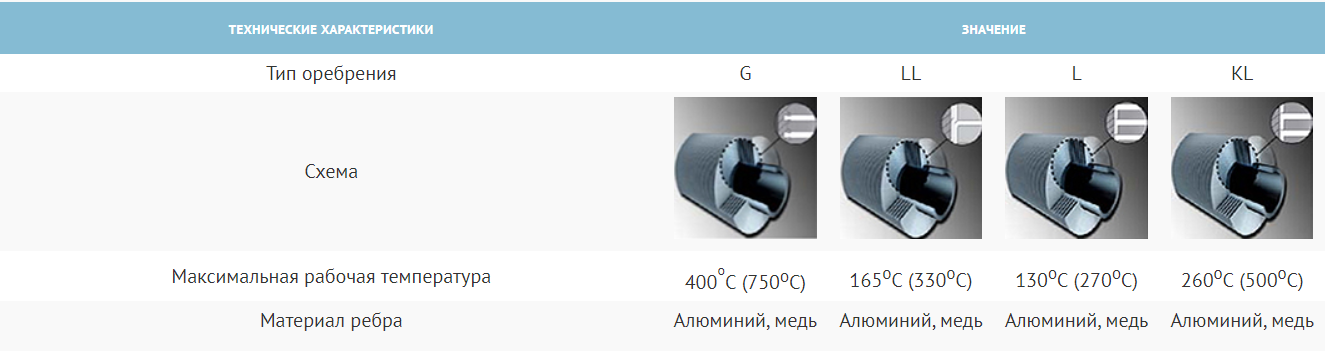 ТЕХНИЧЕСКИЕ ХАРАКТЕРИСТИКИ ЗНАЧЕНИЕ
Тип оребрения G LL L KL
Схема
Максимальная рабочая температура 400°C (750°C) 165°C (330°C) 130°C (270°C) 260°C (500°C)
Материал ребра Алюминий, медь Алюминий, медь Алюминий, медь Алюминий, медь